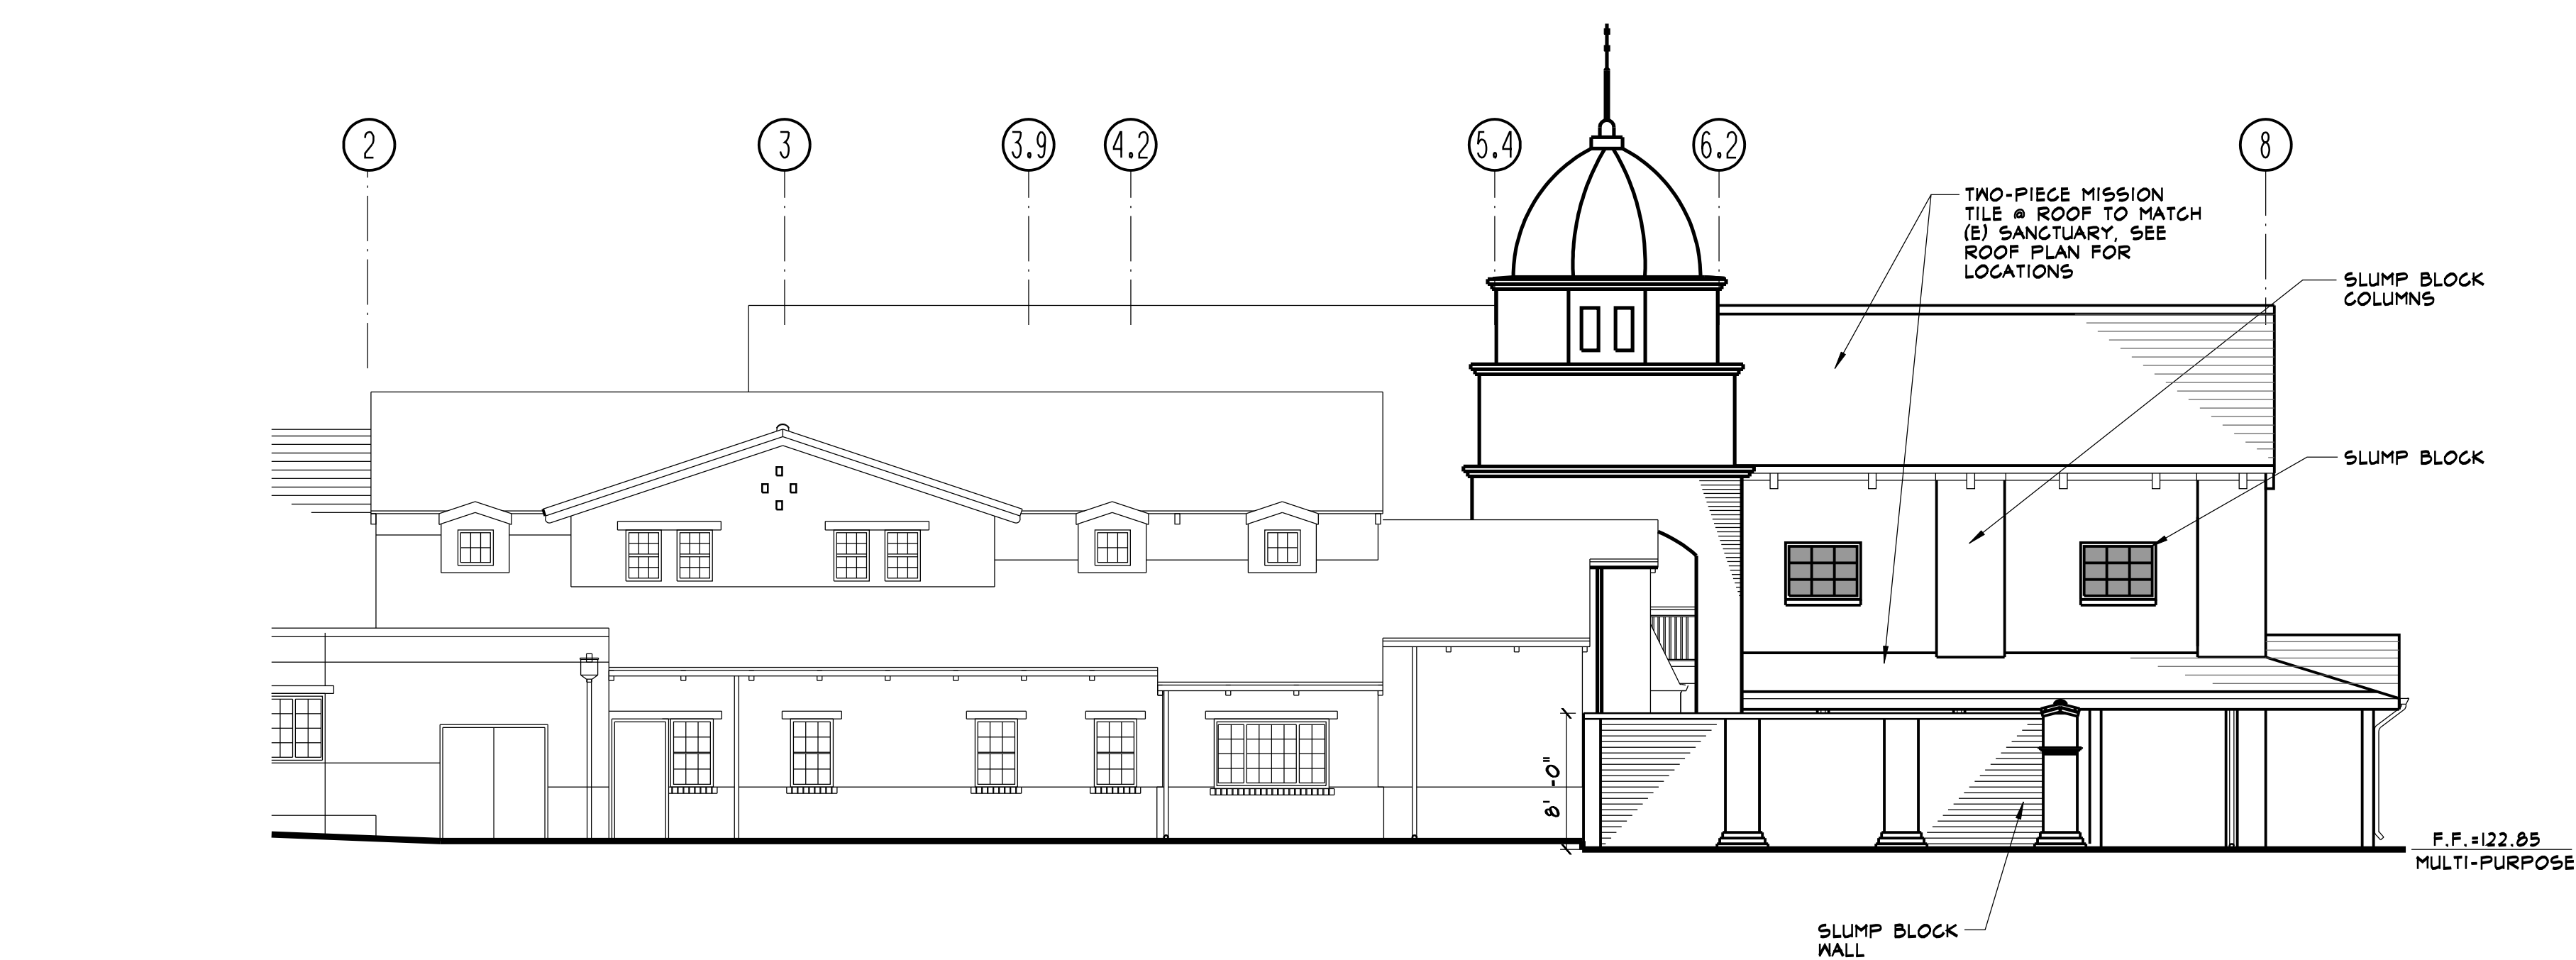 2
3
3.9
4.2
5.4
6.2
8
TWO-PIECE MISSION
TILE @ ROOF TO MATCH
(E) SANCTUARY, SEE
ROOF PLAN FOR
LOCATIONS
SLUMP BLOCK
COLUMNS
SLUMP BLOCK
8'-0"
F.F.=122.85
MULTI-PURPOSE
SLUMP BLOCK
WALL